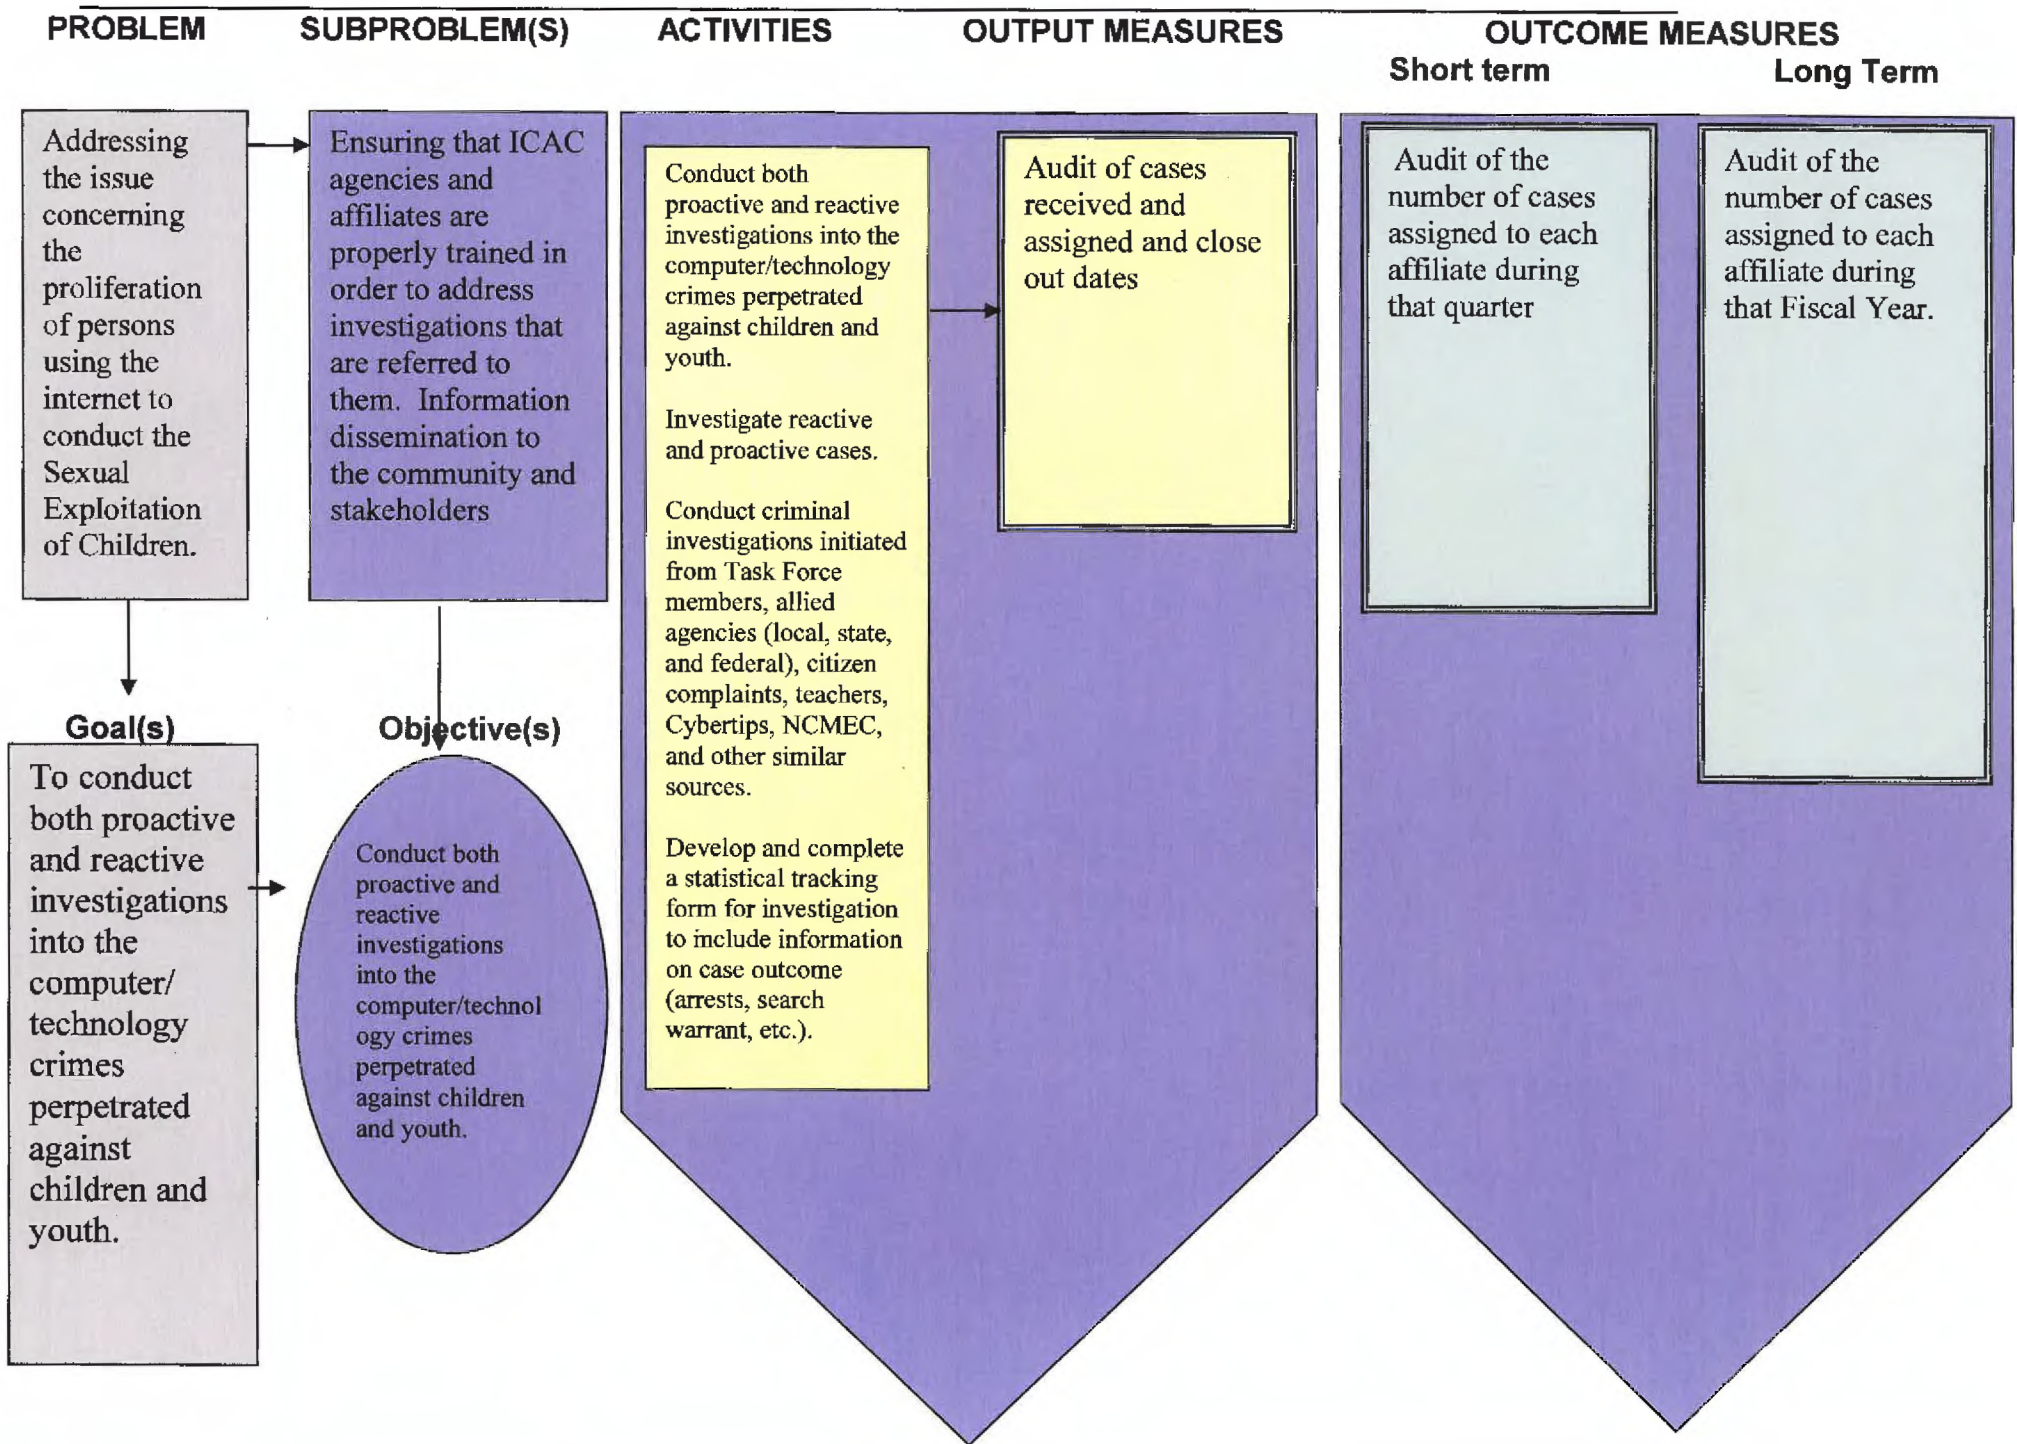 PROBLEM
SUBPROBLEM(S)
ACTIVITIES
OUTPUT MEASURES
OUTCOME MEASURES
Short term
Long Term
Addressing
the issue
concerning
the
proliferation
of persons
using the
internet to
conduct the
Sexual
Exploitation
of Children.
Ensuring that ICAC
agencies and
affiliates are
properly trained in
order to address
investigations that
are referred to
them. Information
dissemination to
the community and
stakeholders
Conduct both
proactive and reactive
investigations into the
computer/technology
crimes perpetrated
against children and
youth.
Investigate reactive
and proactive cases.
Conduct criminal
investigations initiated
from Task Force
members, allied
agencies (local, state,
and federal), citizen
complaints, teachers,
Cybertips, NCMEC,
and other similar
sources.
Develop and complete
a statistical tracking
form for investigation
to include information
on case outcome
(arrests, search
warrant, etc.).
Audit of cases
received and
assigned and close
out dates
Audit of the
number of cases
assigned to each
affiliate during
that quarter
Audit of the
number of cases
assigned to each
affiliate during
that Fiscal Year.
Goal(s)
To conduct
both proactive
and reactive
investigations
into the
computer/
technology
crimes
perpetrated
against
children and
youth.
Objective(s)
Conduct both
proactive and
reactive
investigations
into the
computer/technol
ogy crimes
perpetrated
against children
and youth.